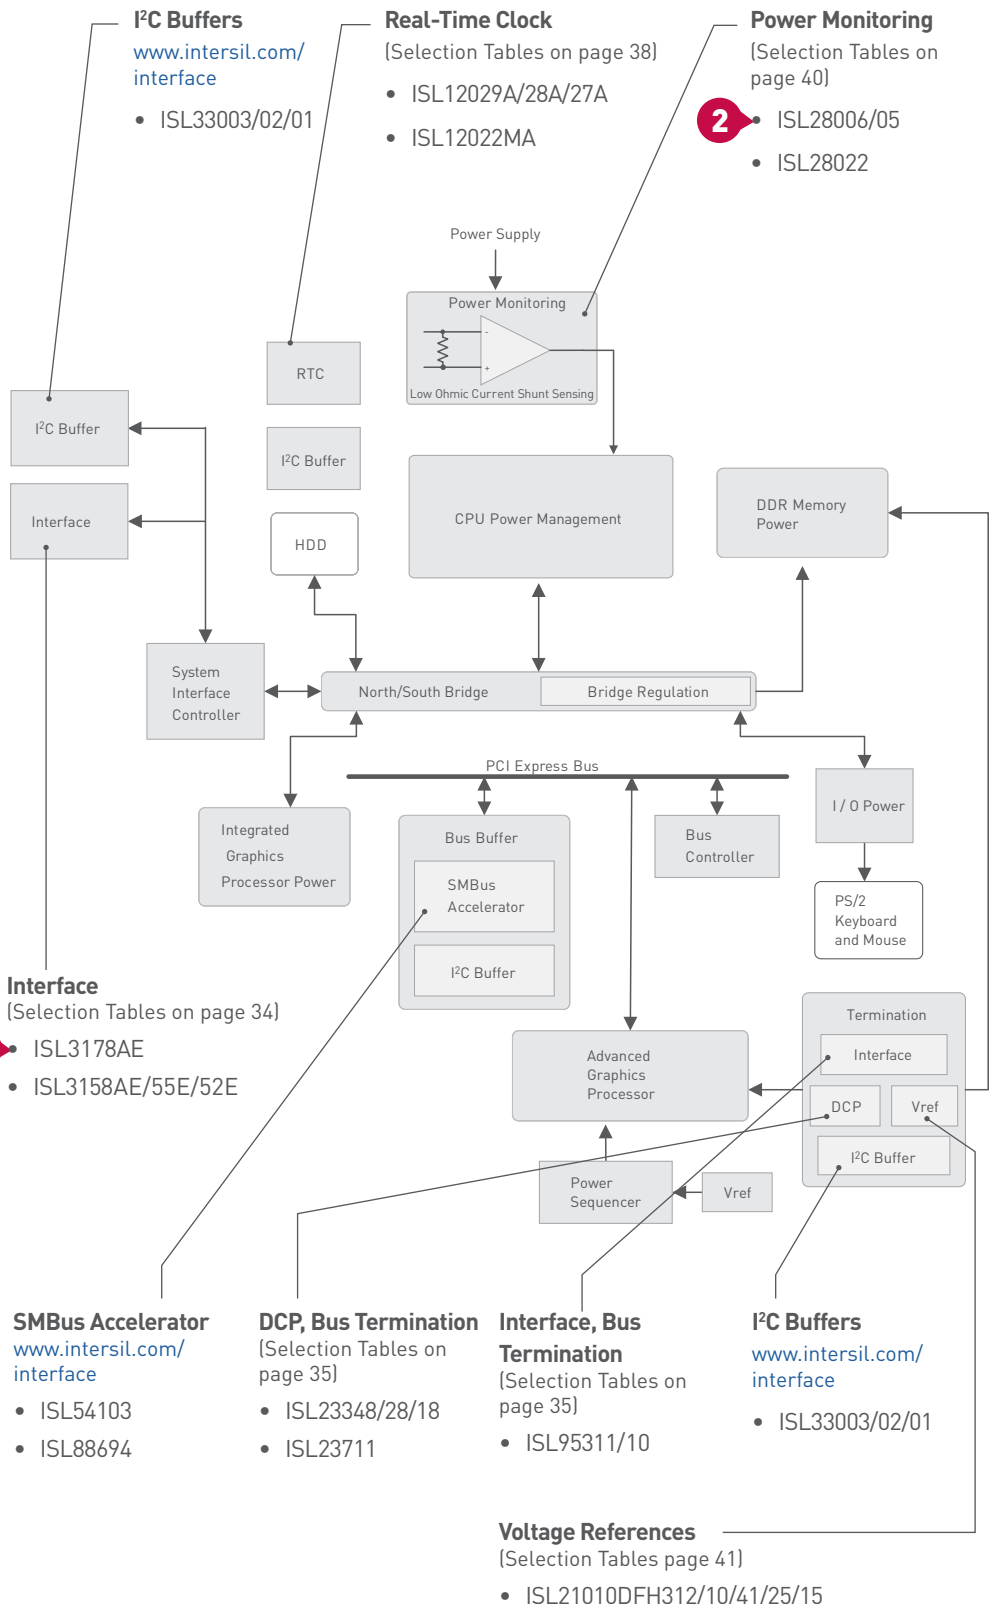 I²C Buffers
www.intersil.com/
interface
• ISL33003/02/01
Real-Time Clock
(Selection Tables on page 38)
• ISL12029A/28A/27A
• ISL12022MA
Power Monitoring
(Selection Tables on
page 40)
2
• ISL28006/05
• ISL28022
Power Supply
Power Monitoring
-
+
Low Ohmic Current Shunt Sensing
RTC
I²C Buffer
I²C Buffer
Interface
HDD
CPU Power Management
DDR Memory
Power
System
Interface
Controller
North/South Bridge
Bridge Regulation
PCI Express Bus
I / O Power
Integrated
Graphics
Processor Power
Bus Buffer
SMBus
Accelerator
I²C Buffer
Bus
Controller
PS/2
Keyboard
and Mouse
Interface
(Selection Tables on page 34)
• ISL3178AE
• ISL3158AE/55E/52E
Termination
Interface
DCP
Vref
I²C Buffer
Advanced
Graphics
Processor
Power
Sequencer
Vref
SMBus Accelerator
www.intersil.com/
interface
• ISL54103
• ISL88694
DCP, Bus Termination
(Selection Tables on
page 35)
• ISL23348/28/18
• ISL23711
Interface, Bus
Termination
(Selection Tables on
page 35)
• ISL95311/10
I²C Buffers
www.intersil.com/
interface
• ISL33003/02/01
Voltage References
(Selection Tables page 41)
• ISL21010DFH312/10/41/25/15